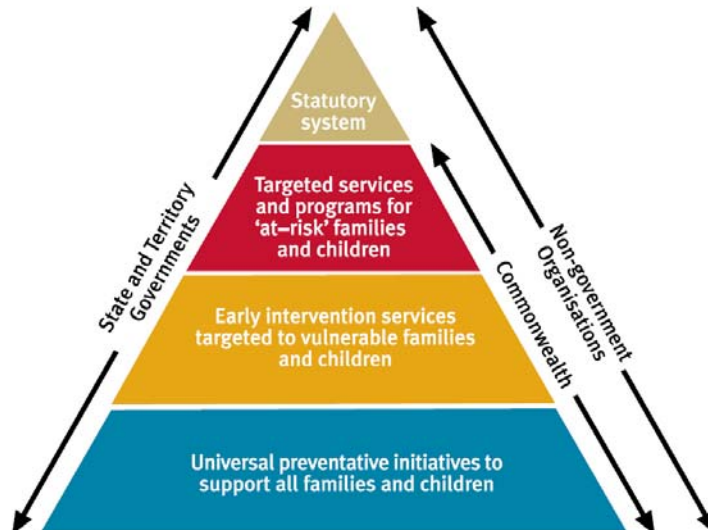 Statutory
system
Targeted services
and programs for
‘at–risk’ families
and children
Early intervention services
targeted to vulnerable families
and children
Universal preventative initiatives to
support all families and children
State and Territory
Governments
Commonwealth
Non-government
Organisations